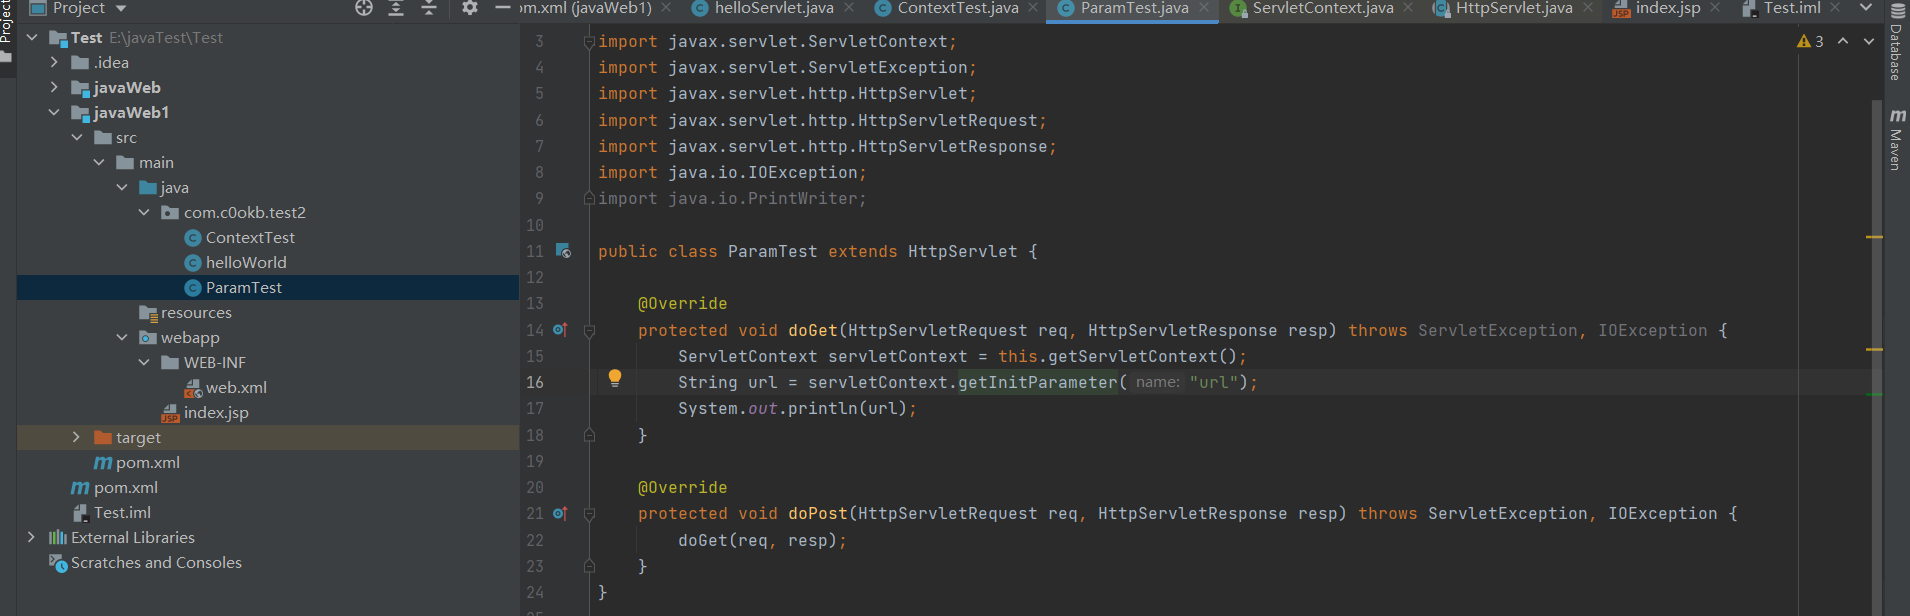 Project
om.xml (javaWeb1)
helloServlet.java
ContextTest.java
ParamTest.java
ServletContext.java
HttpServlet.java
index.jsp
Test.iml
Project
Test E:\javaTest\Test
.idea
javaWeb
javaWeb1
src
main
java
com.c0okb.test2
ContextTest
helloWorld
ParamTest
resources
webapp
WEB-INF
web.xml
index.jsp
target
pom.xml
pom.xml
Test.iml
External Libraries
Scratches and Consoles
3 import javax.servlet.ServletContext;
4 import javax.servlet.ServletException;
5 import javax.servlet.http.HttpServlet;
6 import javax.servlet.http.HttpServletRequest;
7 import javax.servlet.http.HttpServletResponse;
8 import java.io.IOException;
9 import java.io.PrintWriter;
10
11 public class ParamTest extends HttpServlet {
12
13 @Override
14 protected void doGet(HttpServletRequest req, HttpServletResponse resp) throws ServletException, IOException {
15 ServletContext servletContext = this.getServletContext();
16 String url = servletContext.getInitParameter( name: "url");
17 System.out.println(url);
18 }
19
20 @Override
21 protected void doPost(HttpServletRequest req, HttpServletResponse resp) throws ServletException, IOException {
22 doGet(req, resp);
23 }
24 }
3
Database
m Maven